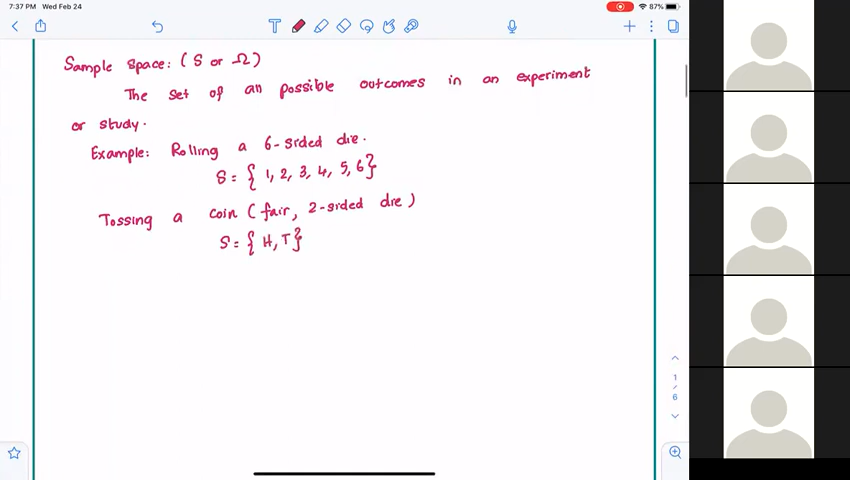 7:37 PM Wed Feb 24
87%
T
Sample space: (S or Ω)
The set of all possible outcomes in an experiment
or study.
Example: Rolling a 6-sided die.
S = { 1, 2, 3, 4, 5, 6}
Tossing a coin (fair, 2-sided die)
S = { H, T}
1
/
6